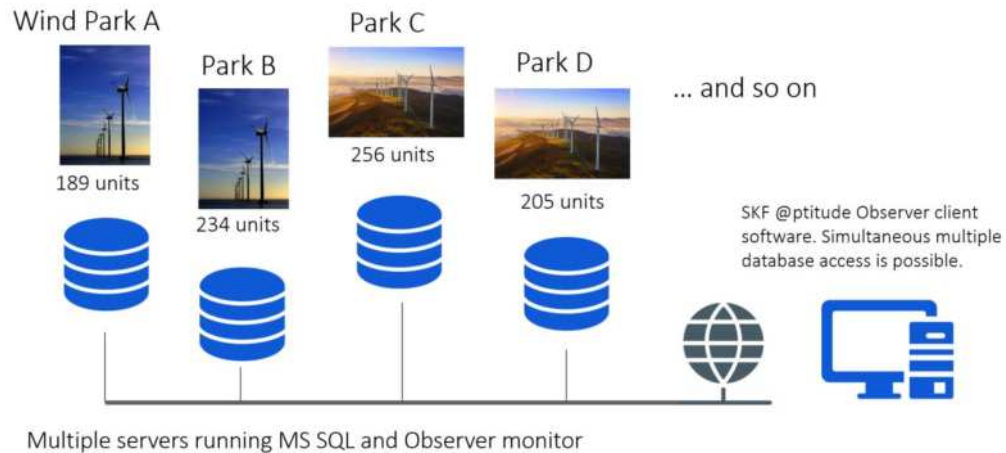 Wind Park A
189 units
Park B
234 units
Park C
256 units
Park D
205 units
... and so on
SKF @ptitude Observer client
software. Simultaneous multiple
database access is possible.
Multiple servers running MS SQL and Observer monitor